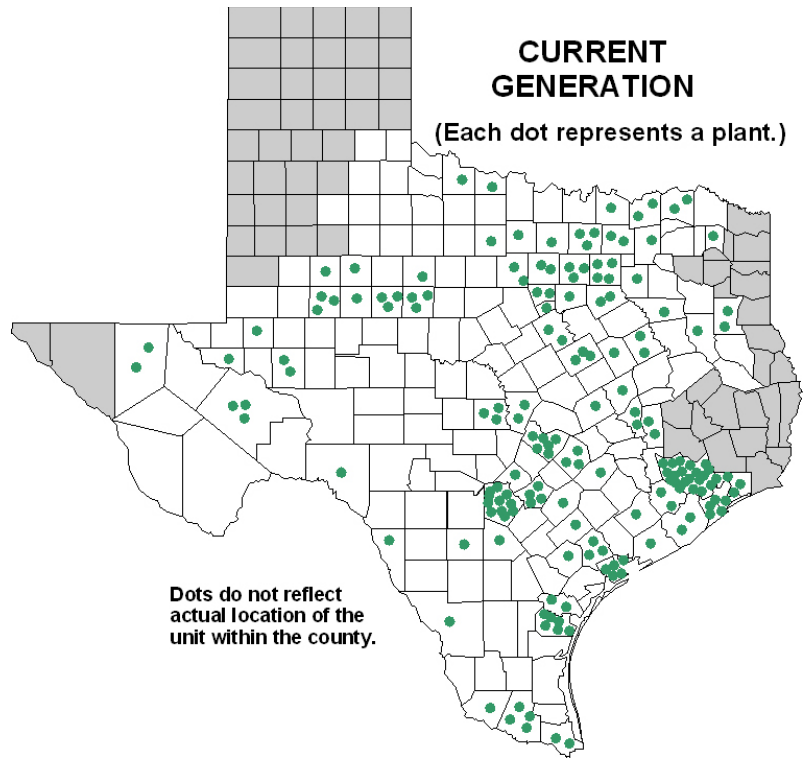 CURRENT
GENERATION
(Each dot represents a plant.)
Dots do not reflect
actual location of the
unit within the county.